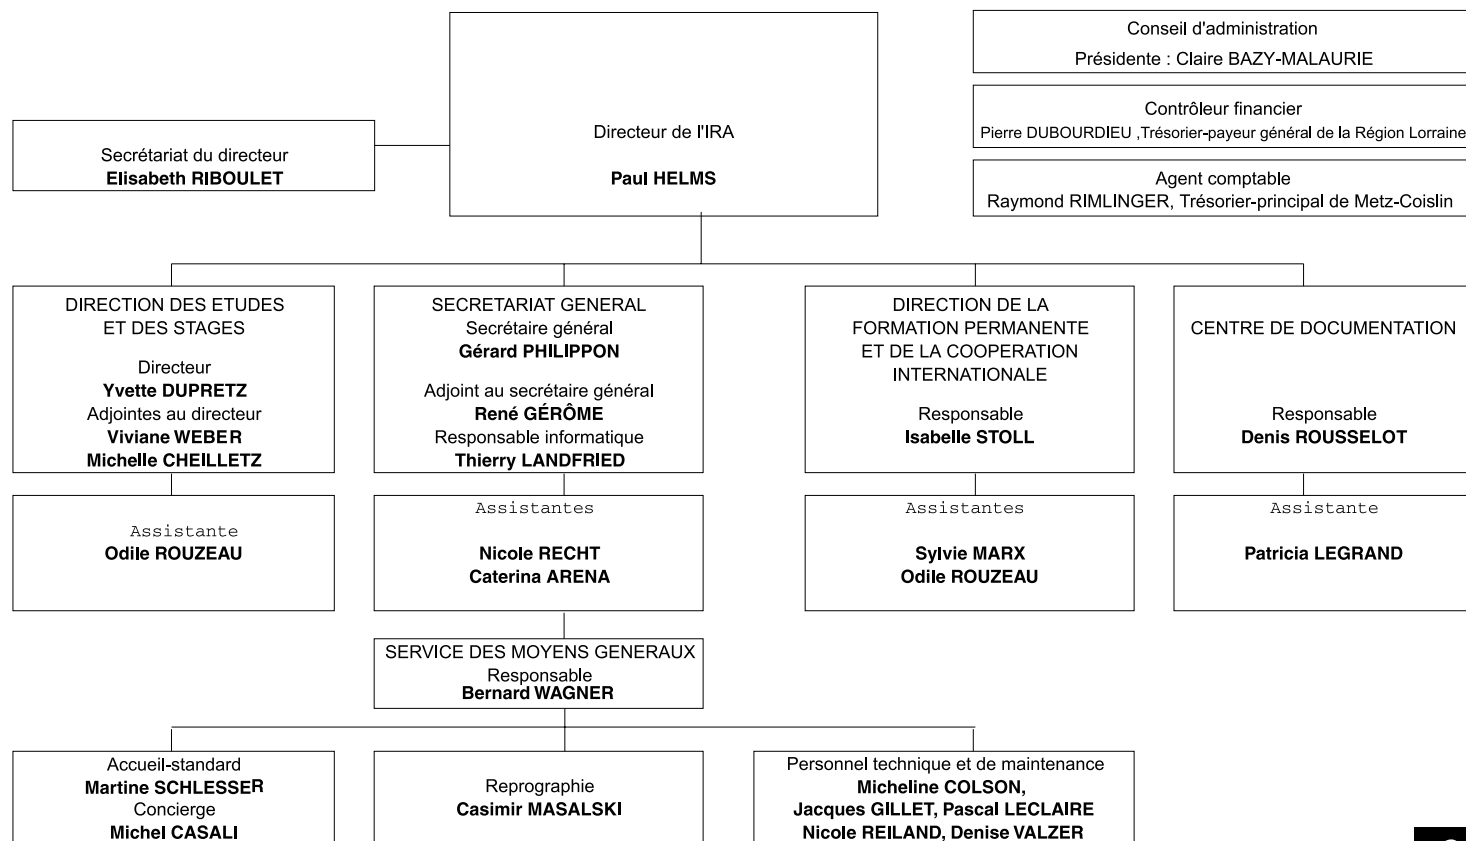 Conseil d'administration
Présidente : Claire BAZY-MALAURIE
Contrôleur financier
Pierre DUBOURDIEU ,Trésorier-payeur général de la Région Lorraine
Agent comptable
Raymond RIMLINGER, Trésorier-principal de Metz-Coislin
Directeur de l'IRA
Paul HELMS
Secrétariat du directeur
Elisabeth RIBOULET
DIRECTION DES ETUDES
ET DES STAGES
Directeur
Yvette DUPRETZ
Adjointes au directeur
Viviane WEBER
Michelle CHEILLETZ
SECRETARIAT GENERAL
Secrétaire général
Gérard PHILIPPON
Adjoint au secrétaire général
René GÉRÔME
Responsable informatique
Thierry LANDFRIED
DIRECTION DE LA
FORMATION PERMANENTE
ET DE LA COOPERATION
INTERNATIONALE
Responsable
Isabelle STOLL
CENTRE DE DOCUMENTATION
Responsable
Denis ROUSSELOT
Assistante
Odile ROUZEAU
Assistantes
Nicole RECHT
Caterina ARENA
Assistantes
Sylvie MARX
Odile ROUZEAU
Assistante
Patricia LEGRAND
SERVICE DES MOYENS GENERAUX
Responsable
Bernard WAGNER
Accueil-standard
Martine SCHLESSER
Concierge
Michel CASALI
Reprographie
Casimir MASALSKI
Personnel technique et de maintenance
Micheline COLSON,
Jacques GILLET, Pascal LECLAIRE
Nicole REILAND, Denise VALZER